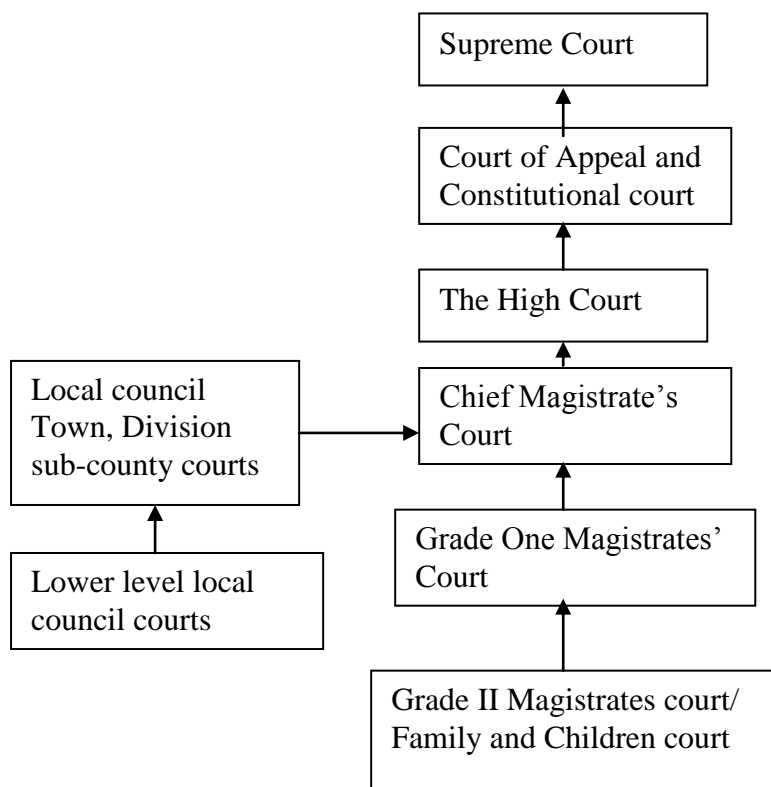 Supreme Court
Court of Appeal and
Constitutional court
The High Court
Local council
Town, Division
sub-county courts
Chief Magistrate’s
Court
Grade One Magistrates’
Court
Lower level local
council courts
Grade II Magistrates court/
Family and Children court